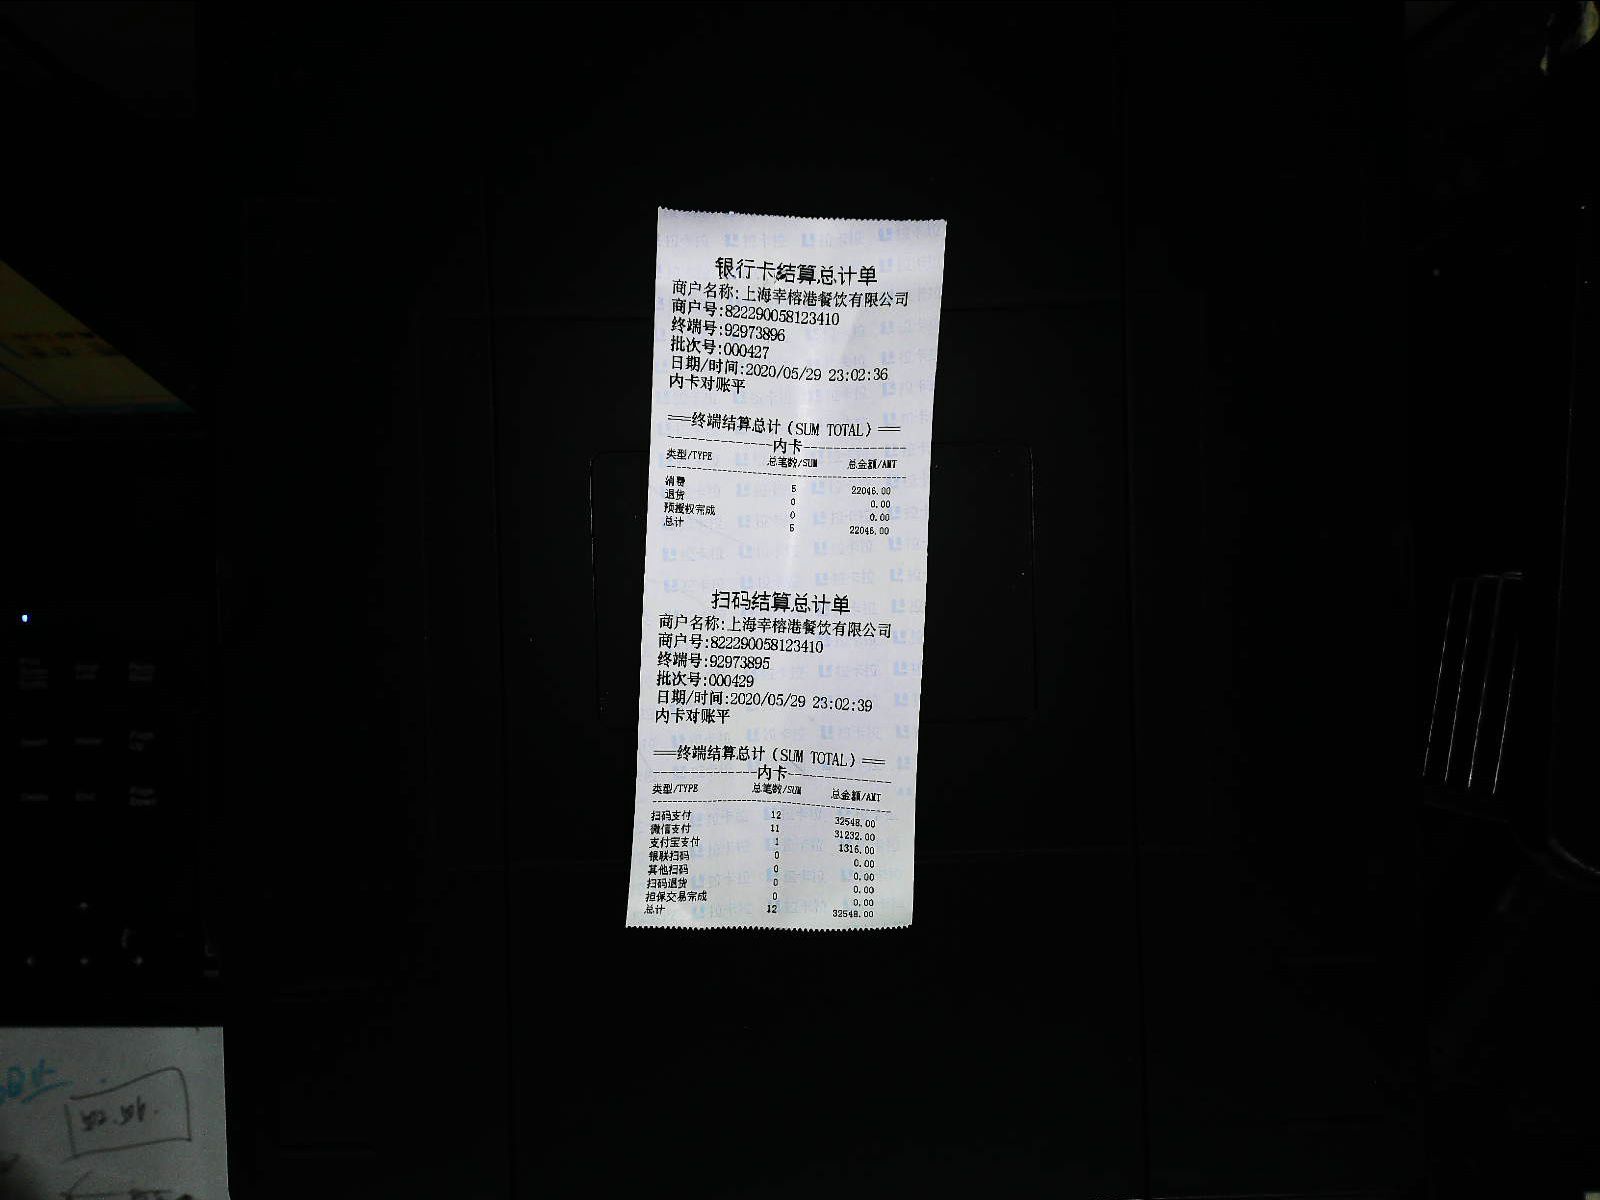 银行卡结算总计单
商户名称:上海幸榕港餐饮有限公司
商户号:822290058123410
终端号:92973896
批次号:000427
日期/时间:2020/05/29 23:02:36
内卡对账平
===终端结算总计(SUM TOTAL)===
内卡
类型/TYPE 总笔数/SUM 总金额/AMT
消费 5 22046.00
退货 0 0.00
预授权完成 0 0.00
总计 5 22046.00
扫码结算总计单
商户名称:上海幸榕港餐饮有限公司
商户号:822290058123410
终端号:92973895
批次号:000429
日期/时间:2020/05/29 23:02:39
内卡对账平
===终端结算总计(SUM TOTAL)===
内卡
类型/TYPE 总笔数/SUM 总金额/AMT
扫码支付 12 32548.00
微信支付 11 31232.00
支付宝支付 1 1316.00
银联扫码 0 0.00
其他扫码 0 0.00
扫码退货 0 0.00
担保交易完成 0 0.00
总计 12 32548.00